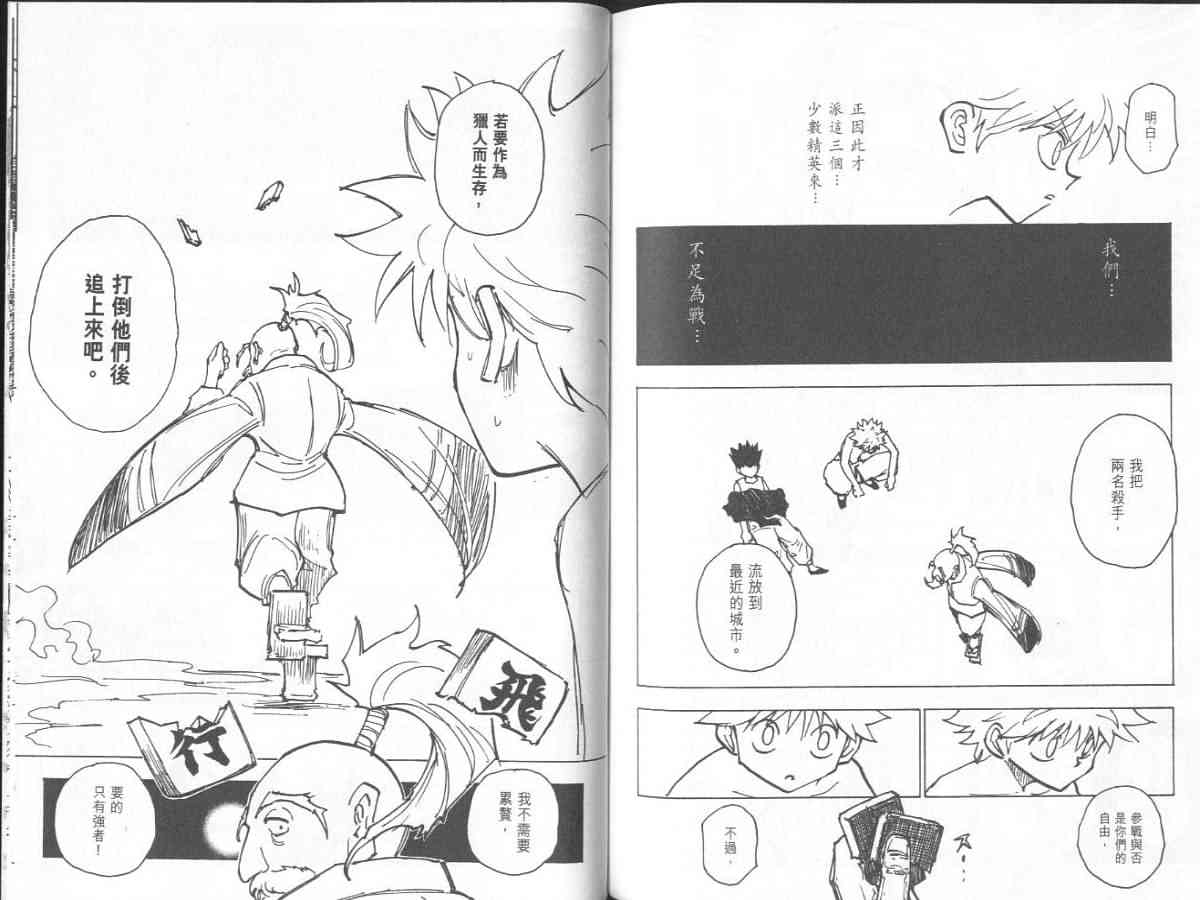 明白…
正因此才
派這三個…
少數精英來…
我們…
不足為戰…
我把
兩名殺手，
流放到
最近的城市。
參戰與否
是你們的
自由，
不過，
若要作為
獵人而生存，
打倒他們後
追上來吧。
飛
行
我不需要
累贅，
要的
只有強者！